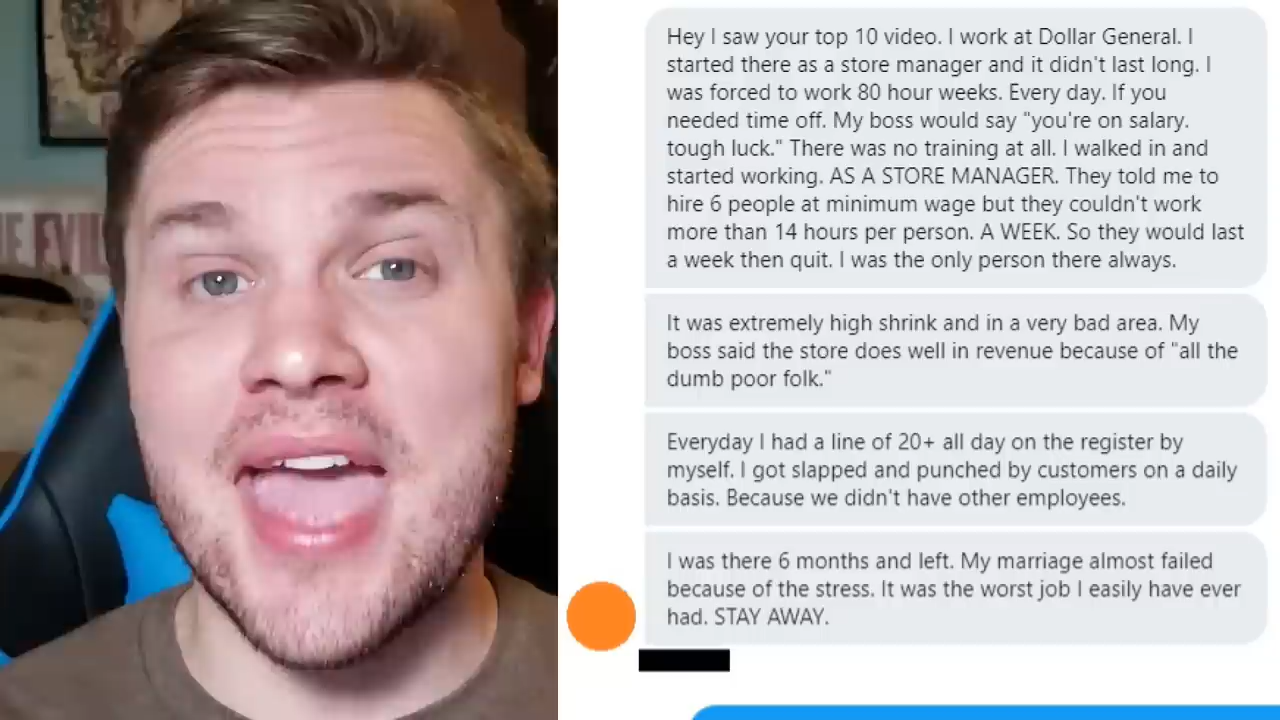 HE EVIL
Hey I saw your top 10 video. I work at Dollar General. I
started there as a store manager and it didn't last long. I
was forced to work 80 hour weeks. Every day. If you
needed time off. My boss would say "you're on salary.
tough luck." There was no training at all. I walked in and
started working. AS A STORE MANAGER. They told me to
hire 6 people at minimum wage but they couldn't work
more than 14 hours per person. A WEEK. So they would last
a week then quit. I was the only person there always.
It was extremely high shrink and in a very bad area. My
boss said the store does well in revenue because of "all the
dumb poor folk."
Everyday I had a line of 20+ all day on the register by
myself. I got slapped and punched by customers on a daily
basis. Because we didn't have other employees.
I was there 6 months and left. My marriage almost failed
because of the stress. It was the worst job I easily have ever
had. STAY AWAY.